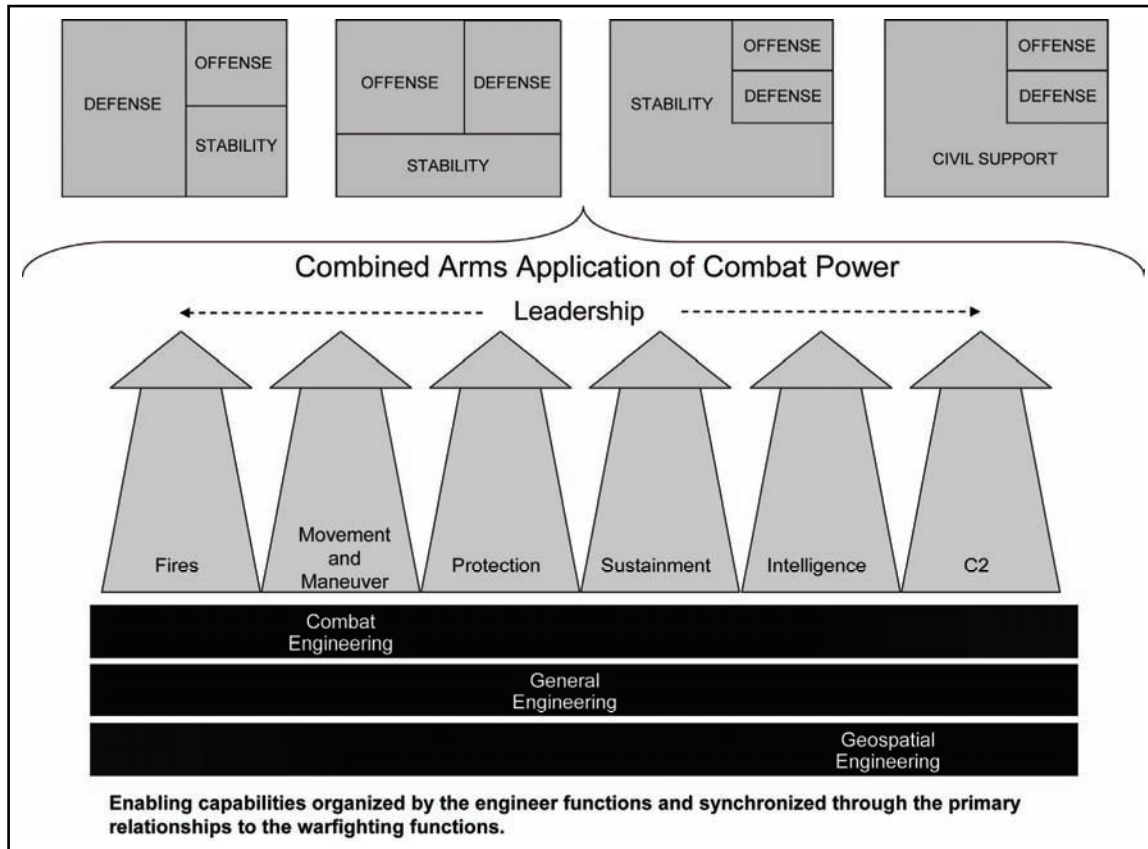 DEFENSE
OFFENSE
STABILITY
OFFENSE
DEFENSE
STABILITY
STABILITY
OFFENSE
DEFENSE
OFFENSE
DEFENSE
CIVIL SUPPORT
Combined Arms Application of Combat Power
Leadership
Fires
Movement
and
Maneuver
Protection
Sustainment
Intelligence
C2
Combat
Engineering
General
Engineering
Geospatial
Engineering
Enabling capabilities organized by the engineer functions and synchronized through the primary
relationships to the warfighting functions.